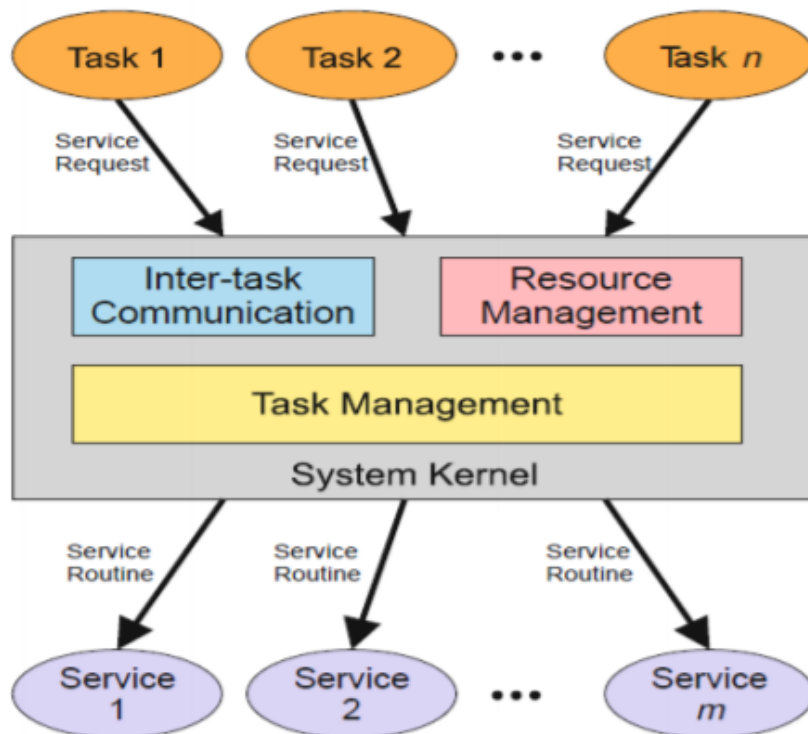 Task 1
Task 2
•••
Task n
Service
Request
Service
Request
Service
Request
Inter-task
Communication
Resource
Management
Task Management
System Kernel
Service
Routine
Service
Routine
Service
Routine
Service
1
Service
2
•••
Service
m